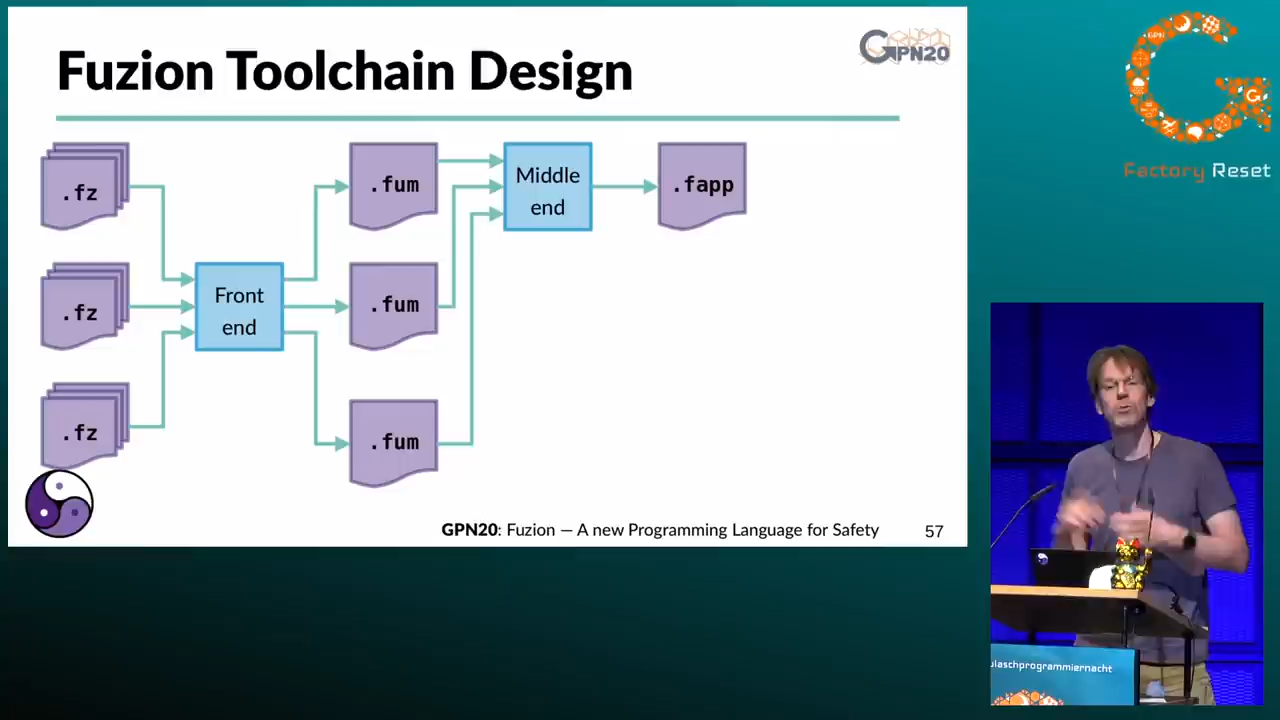 Fuzion Toolchain Design
GPN20
.fz
.fum
Middle
end
.fapp
.fz
Front
end
.fum
.fz
.fum
GPN20: Fuzion — A new Programming Language for Safety
57
Factory Reset
ulaschprogrammiernacht